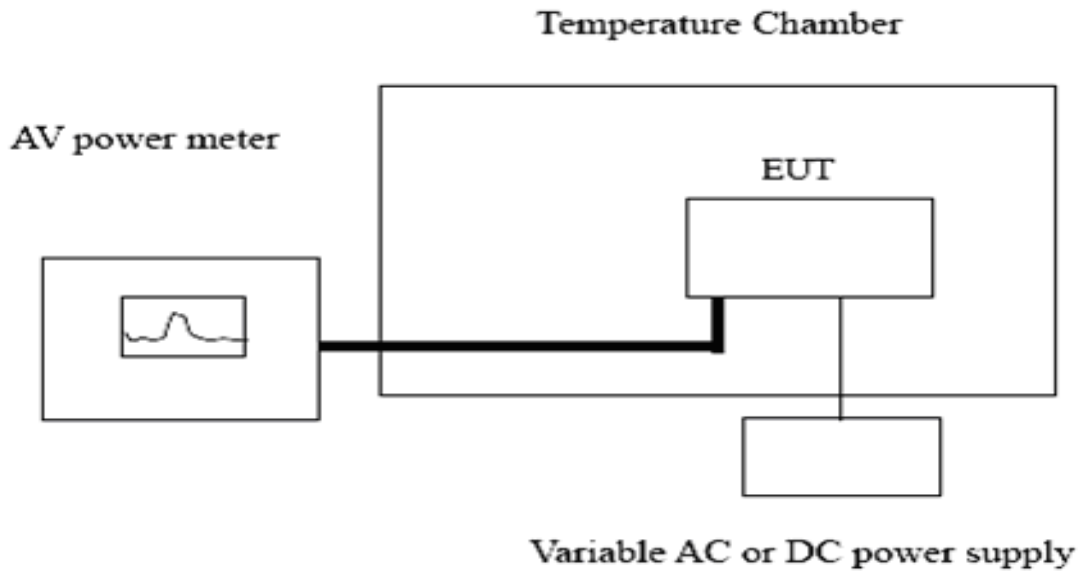 Temperature Chamber
AV power meter
EUT
Variable AC or DC power supply